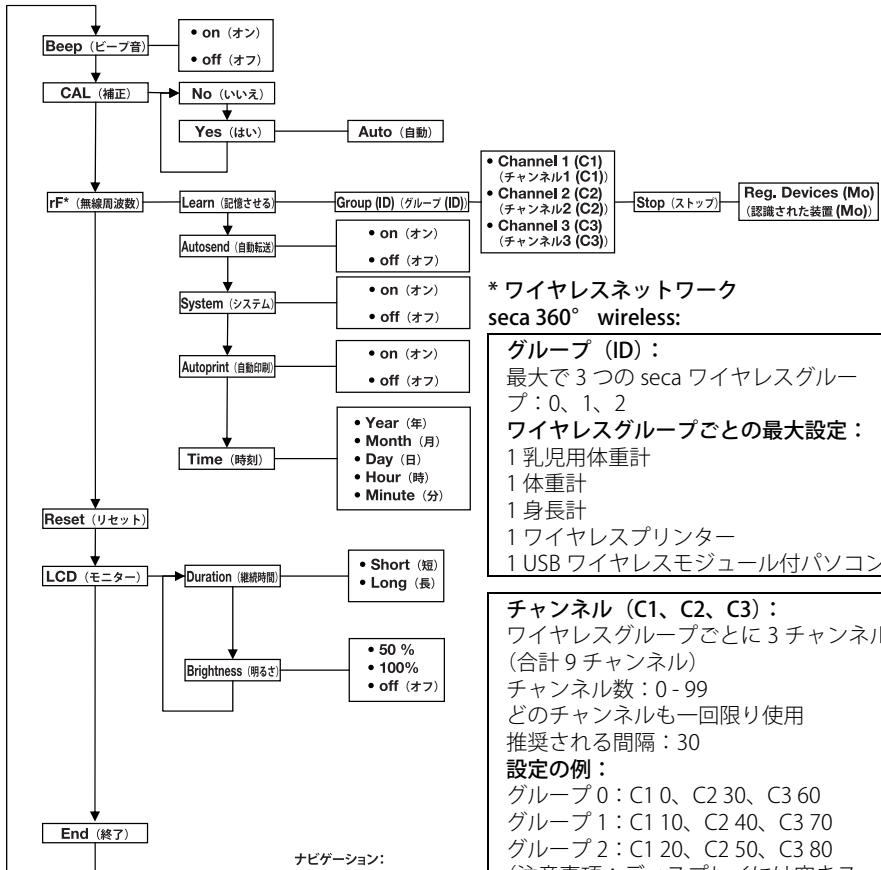 Beep（ビープ音）
• on（オン）
• off（オフ）
CAL（補正）
No（いいえ）
Yes（はい）
Auto（自動）
rF*（無線周波数）
Learn（記憶させる）
Group (ID)（グループ (ID)）
• Channel 1 (C1)
（チャンネル1 (C1)）
• Channel 2 (C2)
（チャンネル2 (C2)）
• Channel 3 (C3)
（チャンネル3 (C3)）
Stop（ストップ）
Reg. Devices (Mo)
（認識された装置 (Mo)）
Autosend（自動転送）
• on（オン）
• off（オフ）
System（システム）
• on（オン）
• off（オフ）
Autoprint（自動印刷）
• on（オン）
• off（オフ）
Time（時刻）
• Year（年）
• Month（月）
• Day（日）
• Hour（時）
• Minute（分）
Reset（リセット）
LCD（モニター）
Duration（継続時間）
• Short（短）
• Long（長）
Brightness（明るさ）
• 50 %
• 100%
• off（オフ）
End（終了）
ナビゲーション：
* ワイヤレスネットワーク
seca 360° wireless:
グループ（ID）：
最大で 3 つの seca ワイヤレスグルー
プ：0、1、2
ワイヤレスグループごとの最大設定：
1 乳児用体重計
1 体重計
1 身長計
1 ワイヤレスプリンター
1 USB ワイヤレスモジュール付パソコン
チャンネル（C1、C2、C3）：
ワイヤレスグループごとに 3 チャンネル
（合計 9 チャンネル）
チャンネル数：0 - 99
どのチャンネルも一回限り使用
推奨される間隔：30
設定の例：
グループ 0：C1 0、C2 30、C3 60
グループ 1：C1 10、C2 40、C3 70
グループ 2：C1 20、C2 50、C3 80